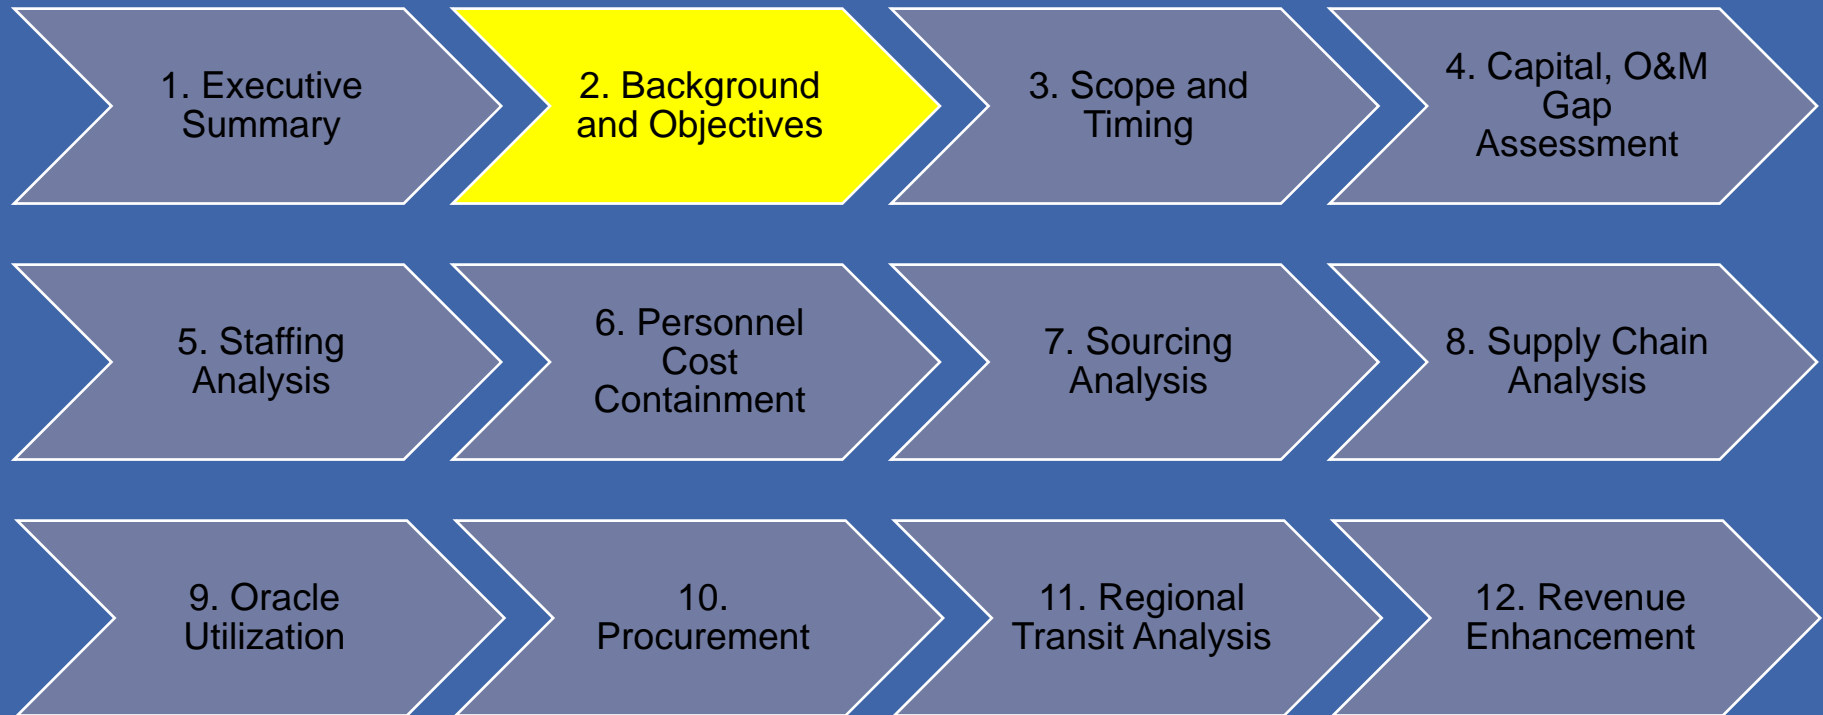 1. Executive
Summary
2. Background
and Objectives
3. Scope and
Timing
4. Capital, O&M
Gap
Assessment
5. Staffing
Analysis
6. Personnel
Cost
Containment
7. Sourcing
Analysis
8. Supply Chain
Analysis
9. Oracle
Utilization
10.
Procurement
11. Regional
Transit Analysis
12. Revenue
Enhancement